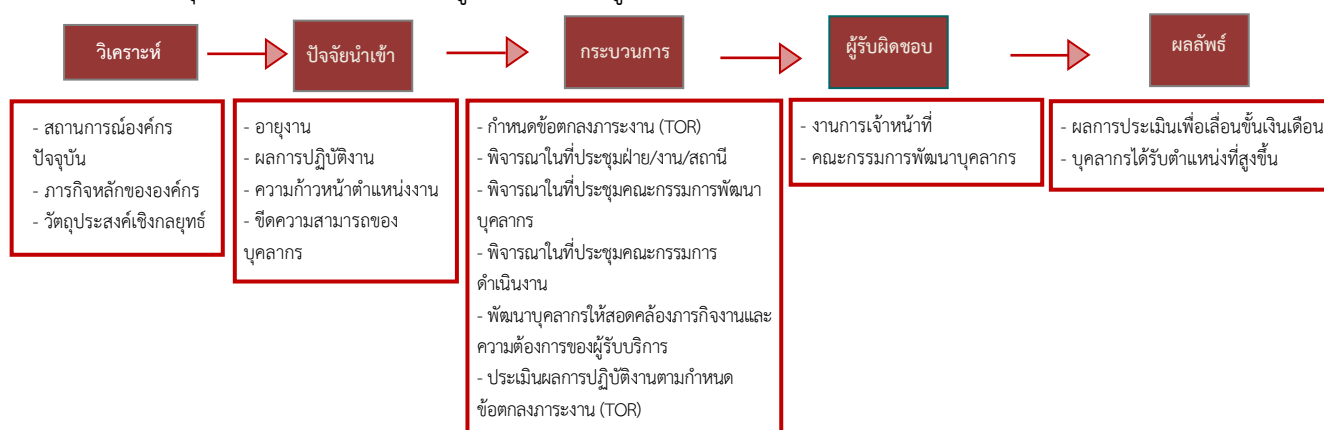 วิเคราะห์
ปัจจัยนำเข้า
กระบวนการ
ผู้รับผิดชอบ
ผลลัพธ์
- สถานการณ์องค์กร
ปัจจุบัน
- ภารกิจหลักขององค์กร
- วัตถุประสงค์เชิงกลยุทธ์
- อายุงาน
- ผลการปฏิบัติงาน
- ความก้าวหน้าตำแหน่งงาน
- ขีดความสามารถของ
บุคลากร
- กำหนดข้อตกลงภาระงาน (TOR)
- พิจารณาในที่ประชุมฝ่าย/งาน/สถานี
- พิจารณาในที่ประชุมคณะกรรมการพัฒนา
บุคลากร
- พิจารณาในที่ประชุมคณะกรรมการ
ดำเนินงาน
- พัฒนาบุคลากรให้สอดคล้องภารกิจงานและ
ความต้องการของผู้รับบริการ
- ประเมินผลการปฏิบัติงานตามกำหนด
ข้อตกลงภาระงาน (TOR)
- งานการเจ้าหน้าที่
- คณะกรรมการพัฒนาบุคลากร
- ผลการประเมินเพื่อเลื่อนขั้นเงินเดือน
- บุคลากรได้รับตำแหน่งที่สูงขึ้น